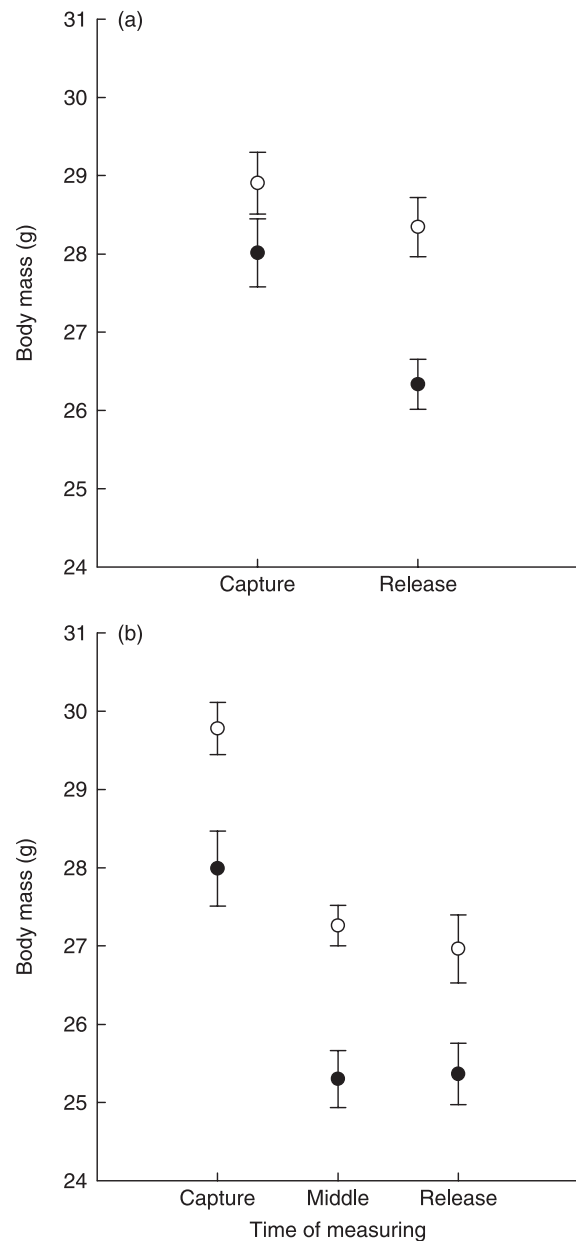 (a)
31
30
29
28
27
26
25
24
Body mass (g)
Capture Release
(b)
31
30
29
28
27
26
25
24
Body mass (g)
Capture Middle Release
Time of measuring